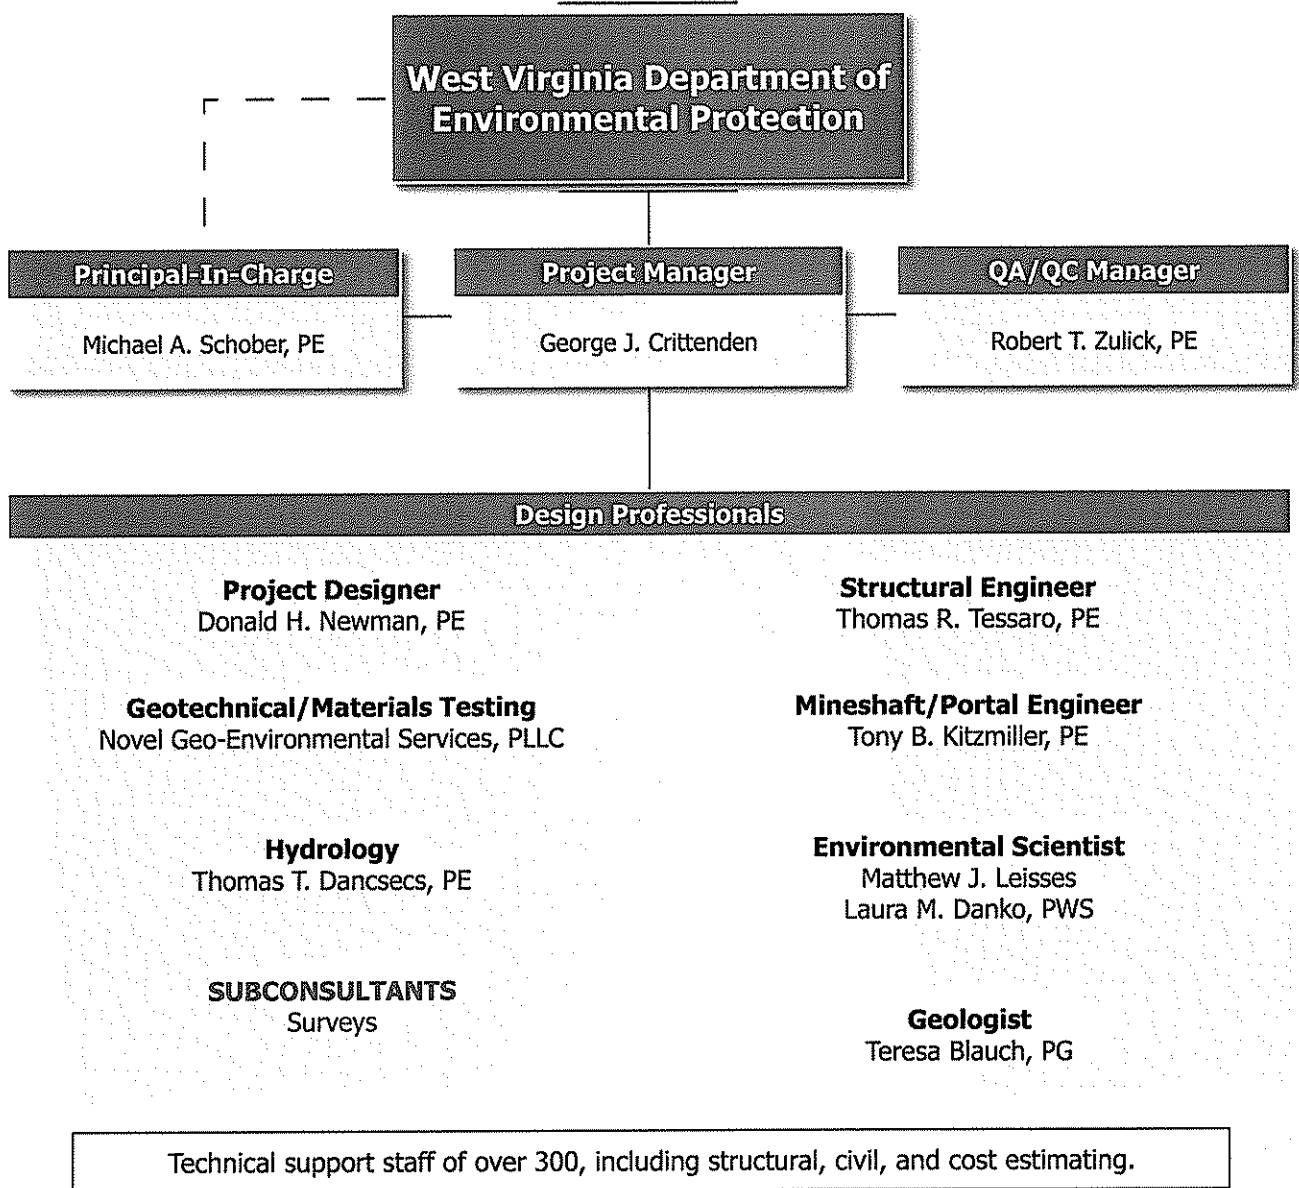 West Virginia Department of
Environmental Protection
Principal-In-Charge
Michael A. Schober, PE
Project Manager
George J. Crittenden
QA/QC Manager
Robert T. Zulick, PE
Design Professionals
Project Designer
Donald H. Newman, PE
Geotechnical/Materials Testing
Novel Geo-Environmental Services, PLLC
Hydrology
Thomas T. Dancsecs, PE
SUBCONSULTANTS
Surveys
Structural Engineer
Thomas R. Tessaro, PE
Mineshaft/Portal Engineer
Tony B. Kitzmiller, PE
Environmental Scientist
Matthew J. Leisses
Laura M. Danko, PWS
Geologist
Teresa Blauch, PG
Technical support staff of over 300, including structural, civil, and cost estimating.